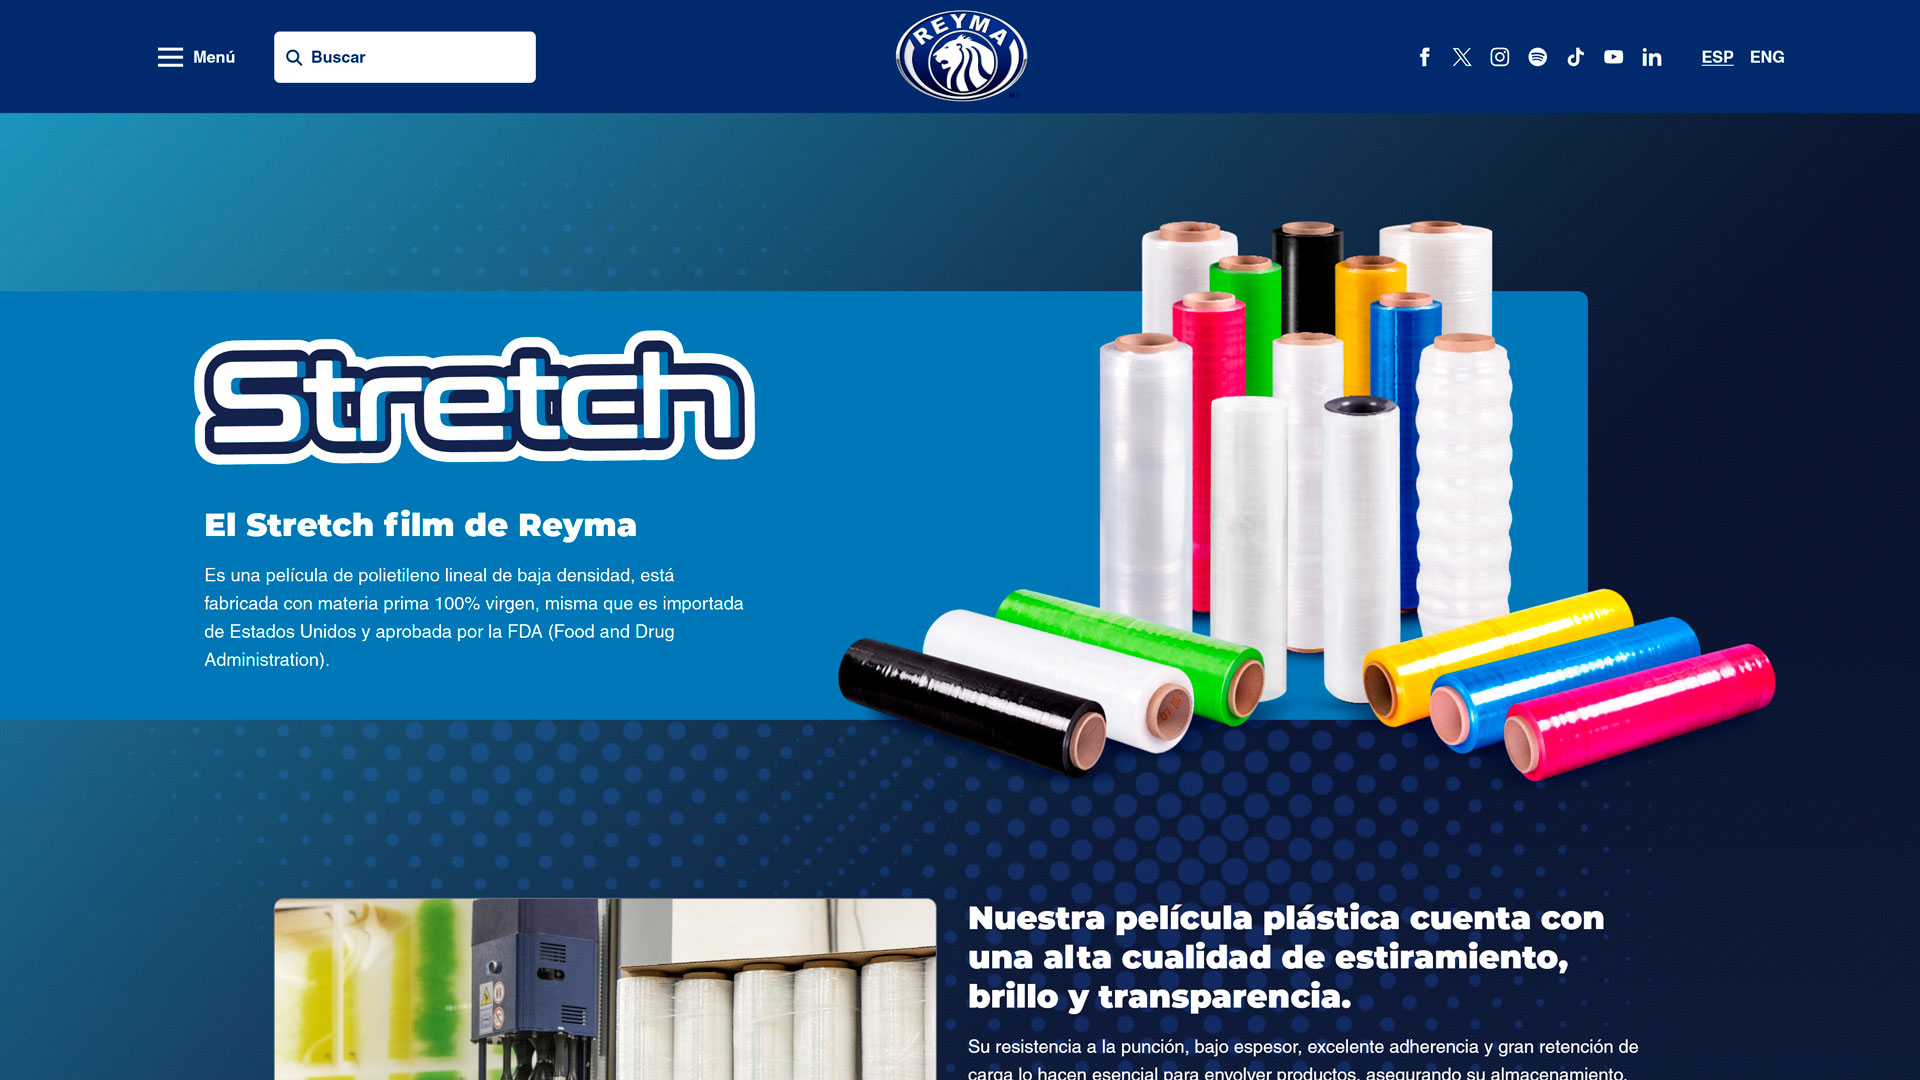 Menú
Buscar
REYMA
ESP ENG
Stretch
El Stretch film de Reyma
Es una película de polietileno lineal de baja densidad, está
fabricada con materia prima 100% virgen, misma que es importada
de Estados Unidos y aprobada por la FDA (Food and Drug
Administration).
Nuestra película plástica cuenta con
una alta cualidad de estiramiento,
brillo y transparencia.
Su resistencia a la punción, bajo espesor, excelente adherencia y gran retención de
carga lo hacen esencial para envolver productos, asegurando su almacenamiento,